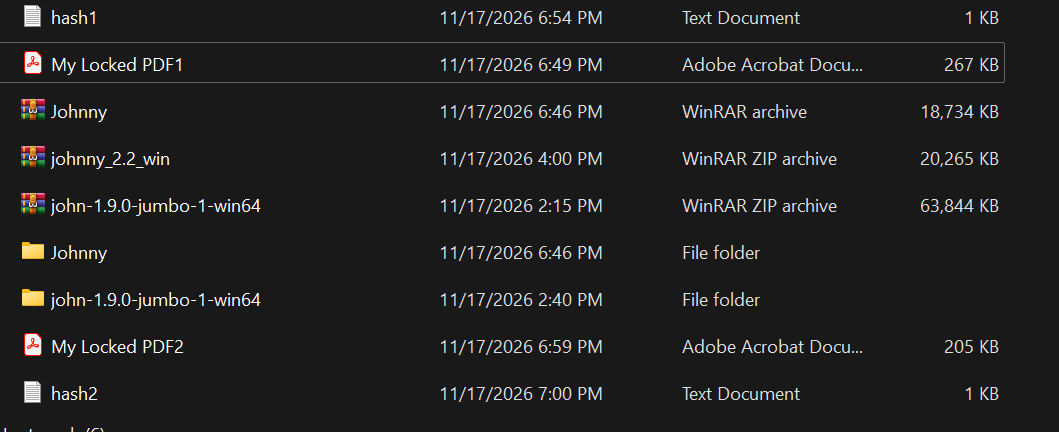 hash1 11/17/2026 6:54 PM Text Document 1 KB
My Locked PDF1 11/17/2026 6:49 PM Adobe Acrobat Docu... 267 KB
Johnny 11/17/2026 6:46 PM WinRAR archive 18,734 KB
johnny_2.2_win 11/17/2026 4:00 PM WinRAR ZIP archive 20,265 KB
john-1.9.0-jumbo-1-win64 11/17/2026 2:15 PM WinRAR ZIP archive 63,844 KB
Johnny 11/17/2026 6:46 PM File folder
john-1.9.0-jumbo-1-win64 11/17/2026 2:40 PM File folder
My Locked PDF2 11/17/2026 6:59 PM Adobe Acrobat Docu... 205 KB
hash2 11/17/2026 7:00 PM Text Document 1 KB